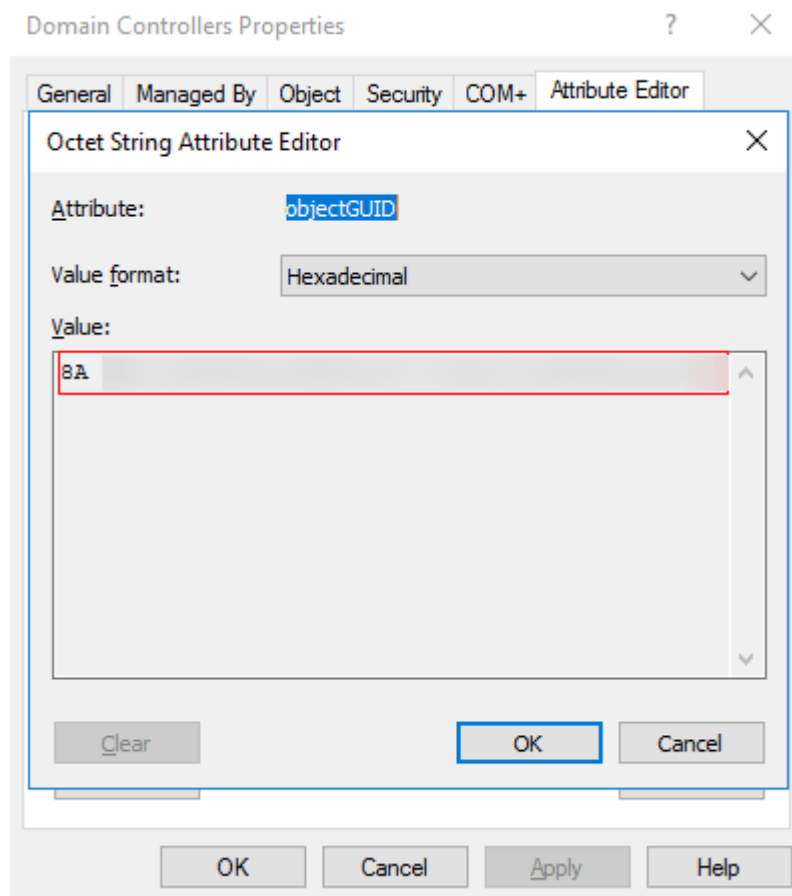 Domain Controllers Properties ?
General Managed By Object Security COM+ Attribute Editor
Octet String Attribute Editor
Attribute: objectGUID
Value format: Hexadecimal
Value:
8A
Clear OK Cancel
OK Cancel Apply Help